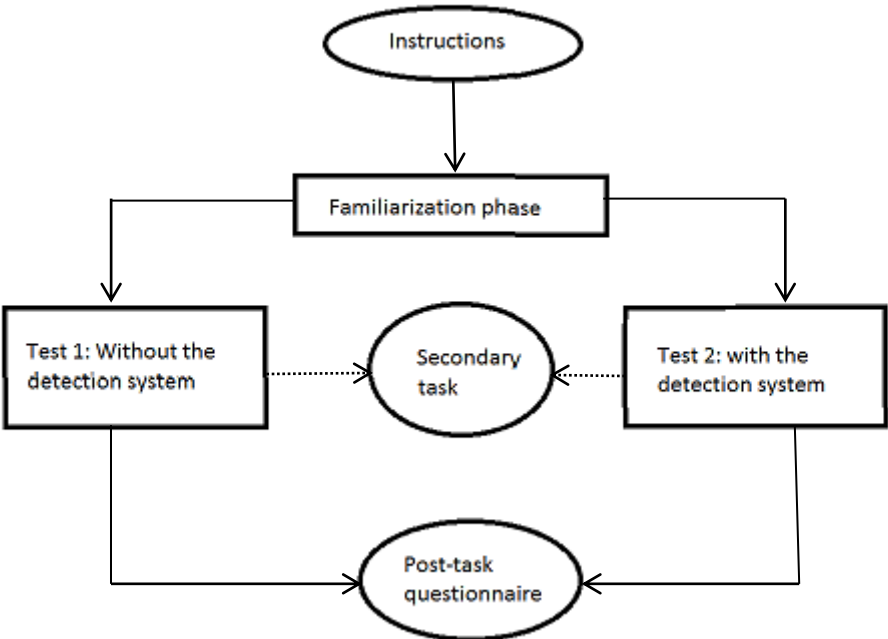 Instructions
Familiarization phase
Test 1: Without the
detection system
Secondary
task
Test 2: with the
detection system
Post-task
questionnaire